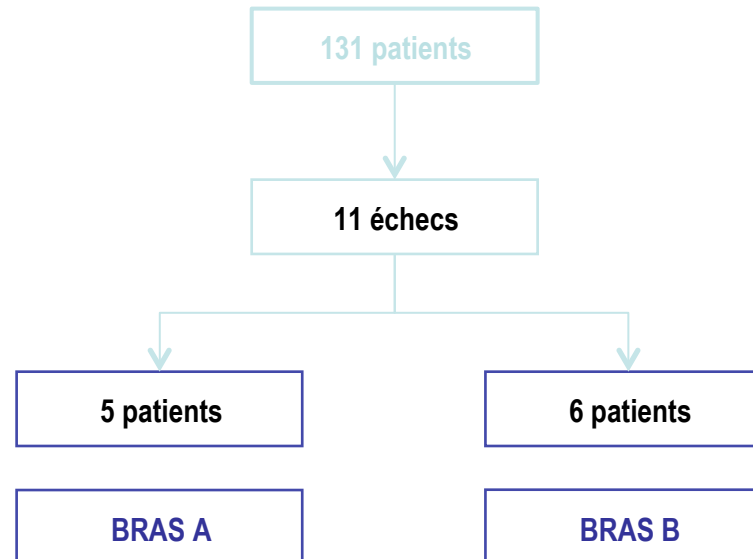 131 patients
11 échecs
5 patients
6 patients
BRAS A
BRAS B